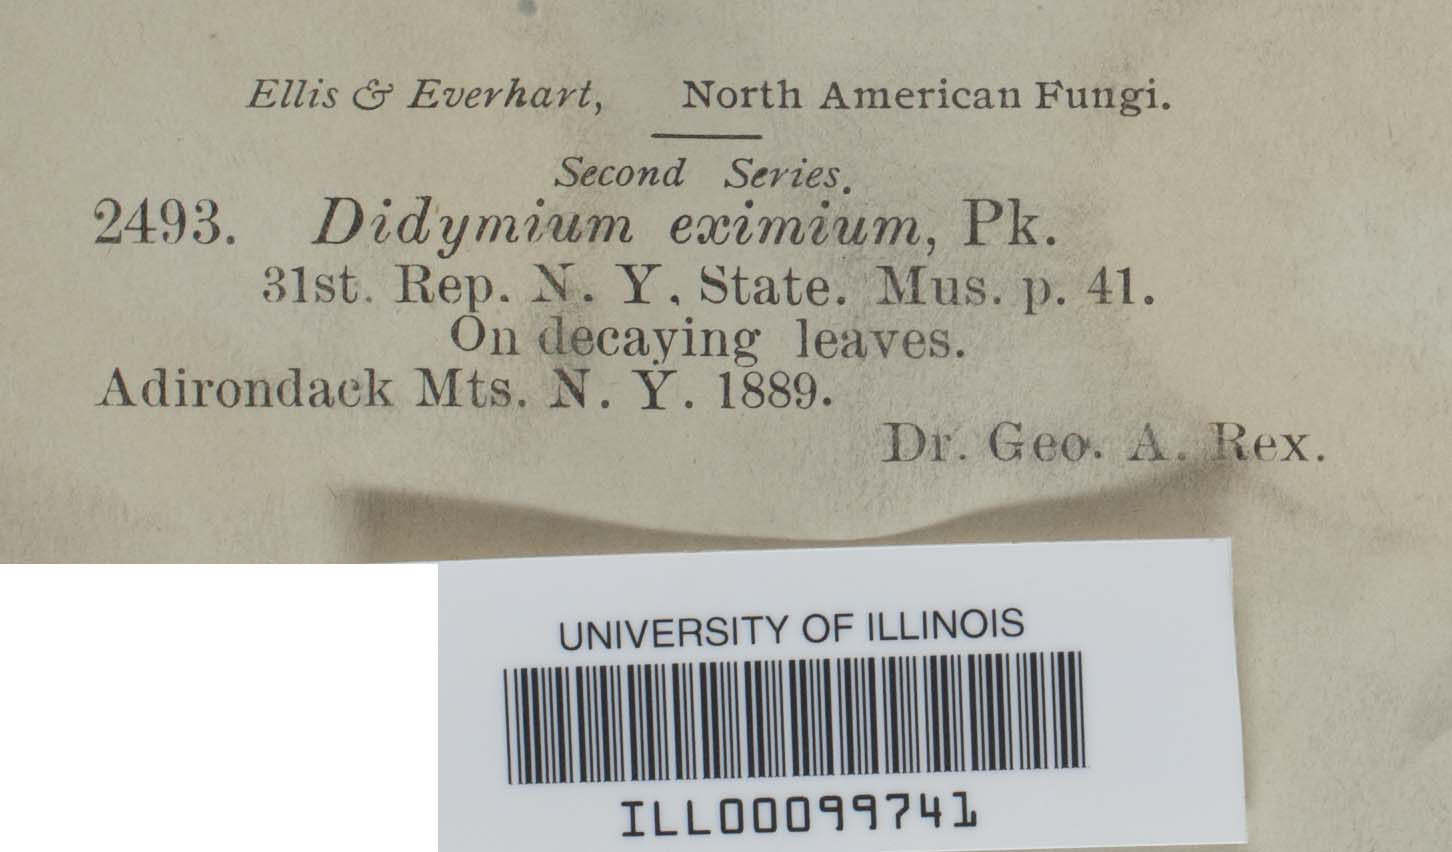 Ellis & Everhart, North American Fungi.
Second Series.
2493. Didymium eximium, Pk.
31st. Rep. N. Y. State. Mus. p. 41.
On decaying leaves.
Adirondack Mts. N. Y. 1889.
Dr. Geo. A. Rex.
UNIVERSITY OF ILLINOIS
ILL00099741